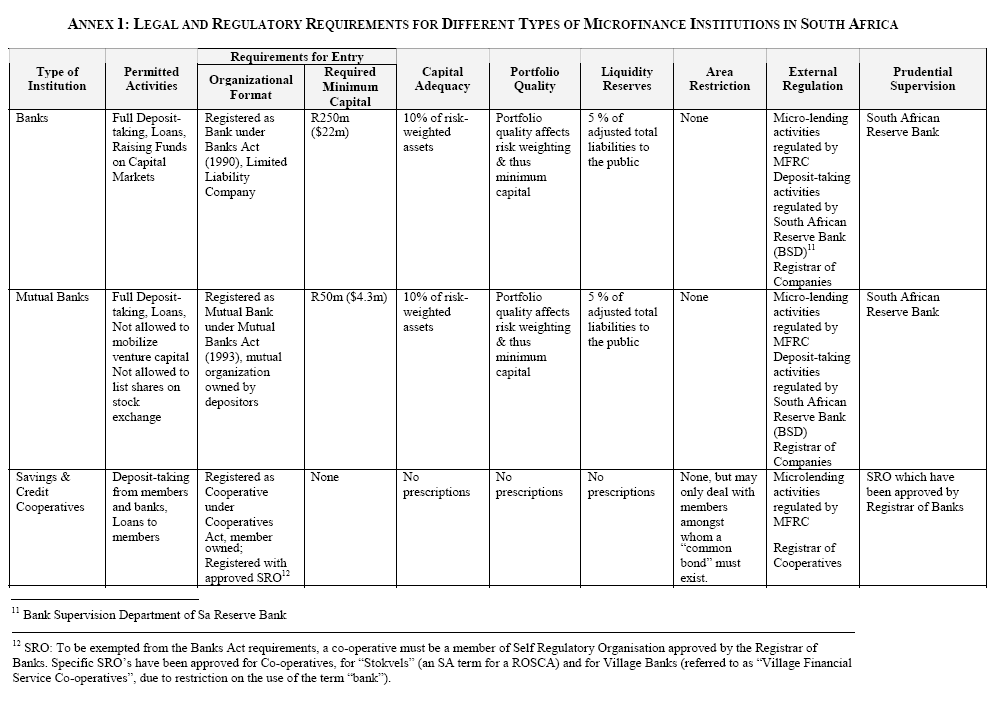 ANNEX 1: LEGAL AND REGULATORY REQUIREMENTS FOR DIFFERENT TYPES OF MICROFINANCE INSTITUTIONS IN SOUTH AFRICA
Type of
Institution
Permitted
Activities
Requirements for Entry
Organizational
Format
Required
Minimum
Capital
Capital
Adequacy
Portfolio
Quality
Liquidity
Reserves
Area
Restriction
External
Regulation
Prudential
Supervision
Banks
Full Deposit-
taking, Loans,
Raising Funds
on Capital
Markets
Registered as
Bank under
Banks Act
(1990), Limited
Liability
Company
R250m
($22m)
10% of risk-
weighted
assets
Portfolio
quality affects
risk weighting
& thus
minimum
capital
5 % of
adjusted total
liabilities to
the public
None
Micro-lending
activities
regulated by
MFRC
Deposit-taking
activities
regulated by
South African
Reserve Bank
(BSD)11
Registrar of
Companies
South African
Reserve Bank
Mutual Banks
Full Deposit-
taking, Loans,
Not allowed to
mobilize
venture capital
Not allowed to
list shares on
stock
exchange
Registered as
Mutual Bank
under Mutual
Banks Act
(1993), mutual
organization
owned by
depositors
R50m ($4.3m)
10% of risk-
weighted
assets
Portfolio
quality affects
risk weighting
& thus
minimum
capital
5 % of
adjusted total
liabilities to
the public
None
Micro-lending
activities
regulated by
MFRC
Deposit-taking
activities
regulated by
South African
Reserve Bank
(BSD)
Registrar of
Companies
South African
Reserve Bank
Savings &
Credit
Cooperatives
Deposit-taking
from members
and banks,
Loans to
members
Registered as
Cooperative
under
Cooperatives
Act, member
owned;
Registered with
approved SRO12
None
No
prescriptions
No
prescriptions
No
prescriptions
None, but may
only deal with
members
amongst
whom a
“common
bond” must
exist.
Microlending
activities
regulated by
MFRC
Registrar of
Cooperatives
SRO which have
been approved by
Registrar of Banks
11 Bank Supervision Department of Sa Reserve Bank
12 SRO: To be exempted from the Banks Act requirements, a co-operative must be a member of Self Regulatory Organisation approved by the Registrar of
Banks. Specific SRO’s have been approved for Co-operatives, for “Stokvels” (an SA term for a ROSCA) and for Village Banks (referred to as “Village Financial
Service Co-operatives”, due to restriction on the use of the term “bank”).